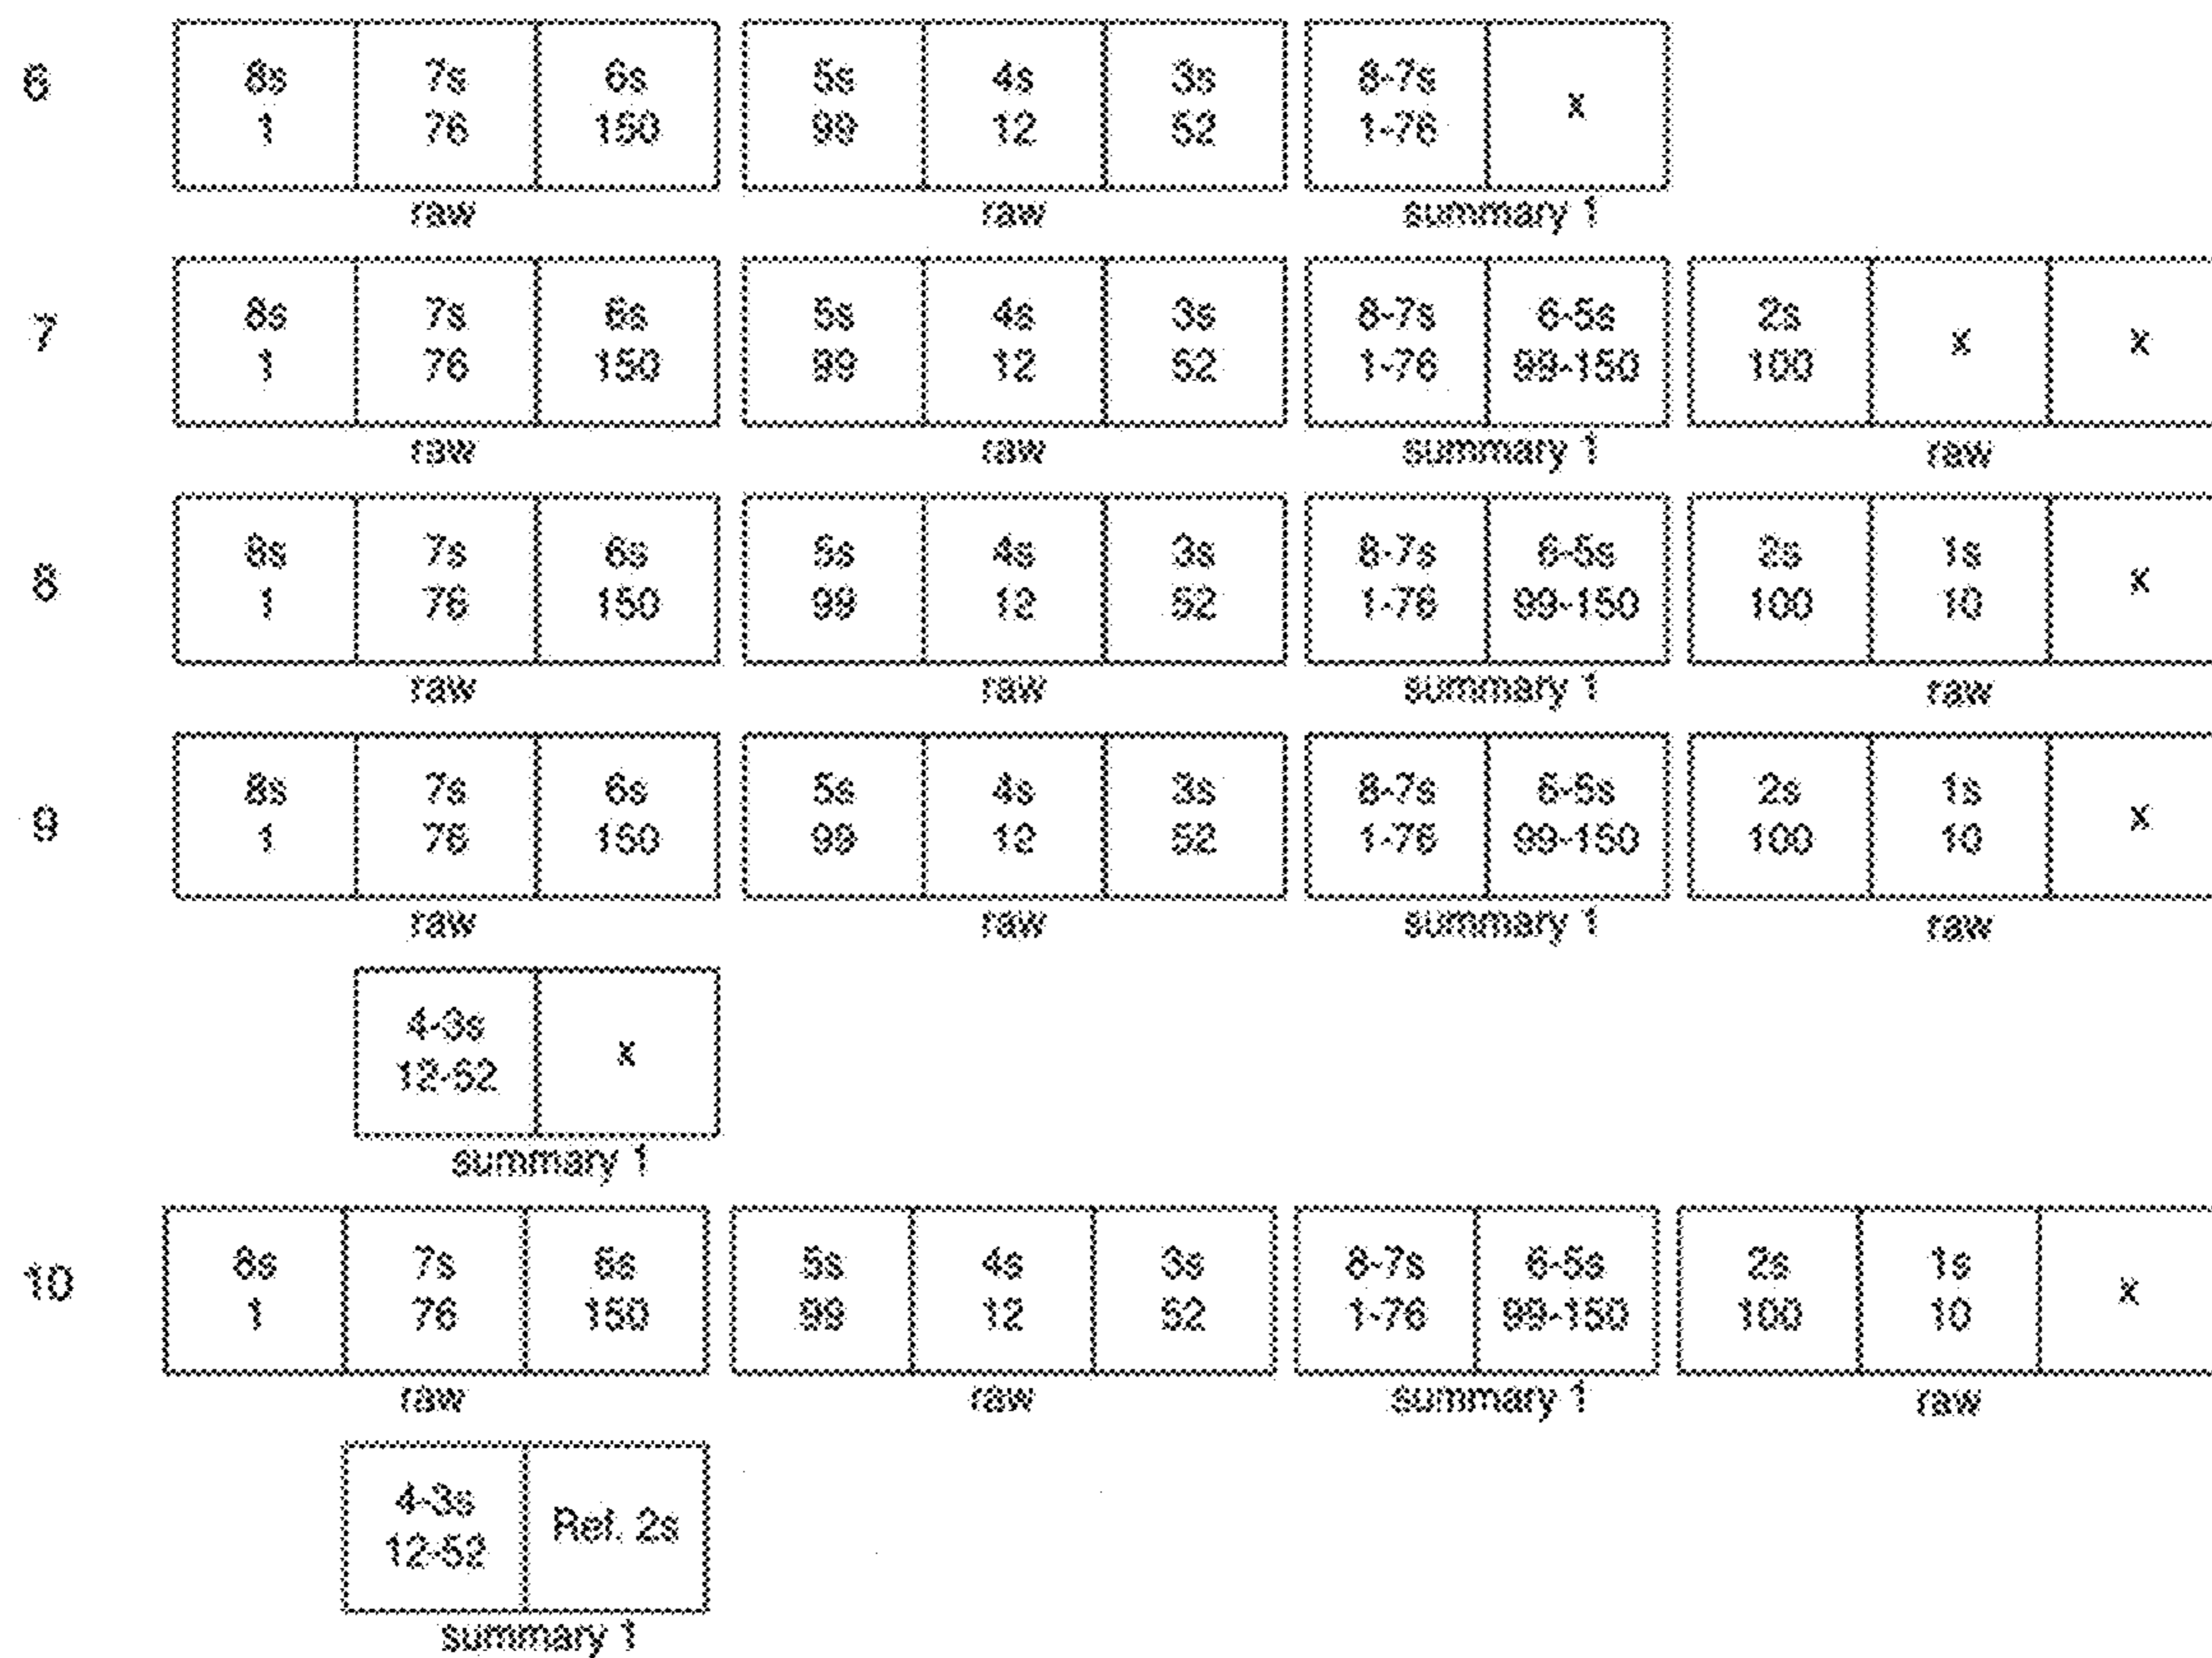 6
8s 7s 6s 5s 4s 3s 8-7s x
1 76 150 99 12 52 1-76
raw raw summary 1
7
8s 7s 6s 5s 4s 3s 8-7s 6-5s 2s x x
1 76 150 99 12 52 1-76 99-150 100
raw raw summary 1 raw
8
8s 7s 6s 5s 4s 3s 8-7s 6-5s 2s 1s x
1 76 150 99 12 52 1-76 99-150 100 10
raw raw summary 1 raw
9
8s 7s 6s 5s 4s 3s 8-7s 6-5s 2s 1s x
1 76 150 99 12 52 1-76 99-150 100 10
raw raw summary 1 raw
4-3s x
12-52
summary 1
10
8s 7s 6s 5s 4s 3s 8-7s 6-5s 2s 1s x
1 76 150 99 12 52 1-76 99-150 100 10
raw raw summary 1 raw
4-3s Ref. 2s
12-52
summary 1